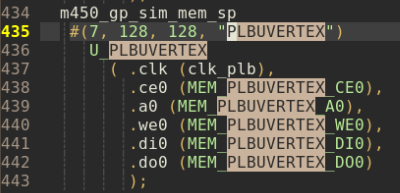 434 m450_gp_sim_mem_sp
435 #(7, 128, 128, "PLBUVERTEX")
436 U_PLBUVERTEX
437 ( .clk (clk_plb),
438 .ce0 (MEM_PLBUVERTEX_CE0),
439 .a0 (MEM_PLBUVERTEX_A0),
440 .we0 (MEM_PLBUVERTEX_WE0),
441 .di0 (MEM_PLBUVERTEX_DI0),
442 .do0 (MEM_PLBUVERTEX_DO0)
443 );